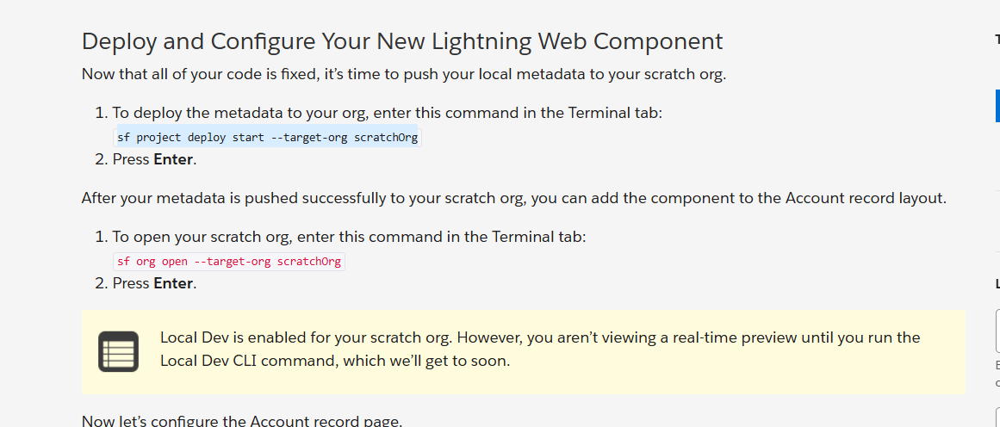 Deploy and Configure Your New Lightning Web Component
Now that all of your code is fixed, it's time to push your local metadata to your scratch org.
1. To deploy the metadata to your org, enter this command in the Terminal tab:
sf project deploy start --target-org scratchOrg
2. Press Enter.
After your metadata is pushed successfully to your scratch org, you can add the component to the Account record layout.
1. To open your scratch org, enter this command in the Terminal tab:
sf org open --target-org scratchOrg
2. Press Enter.
Local Dev is enabled for your scratch org. However, you aren't viewing a real-time preview until you run the
Local Dev CLI command, which we'll get to soon.
Now let's configure the Account record page.